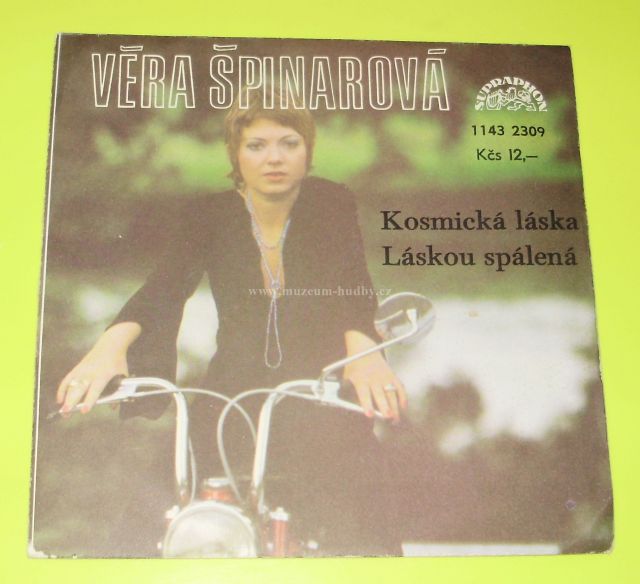 VĚRA ŠPINAROVÁ
SUPRAPHON
1143 2309
Kčs 12,–
Kosmická láska
Láskou spálená
www.muzeum-hudby.cz